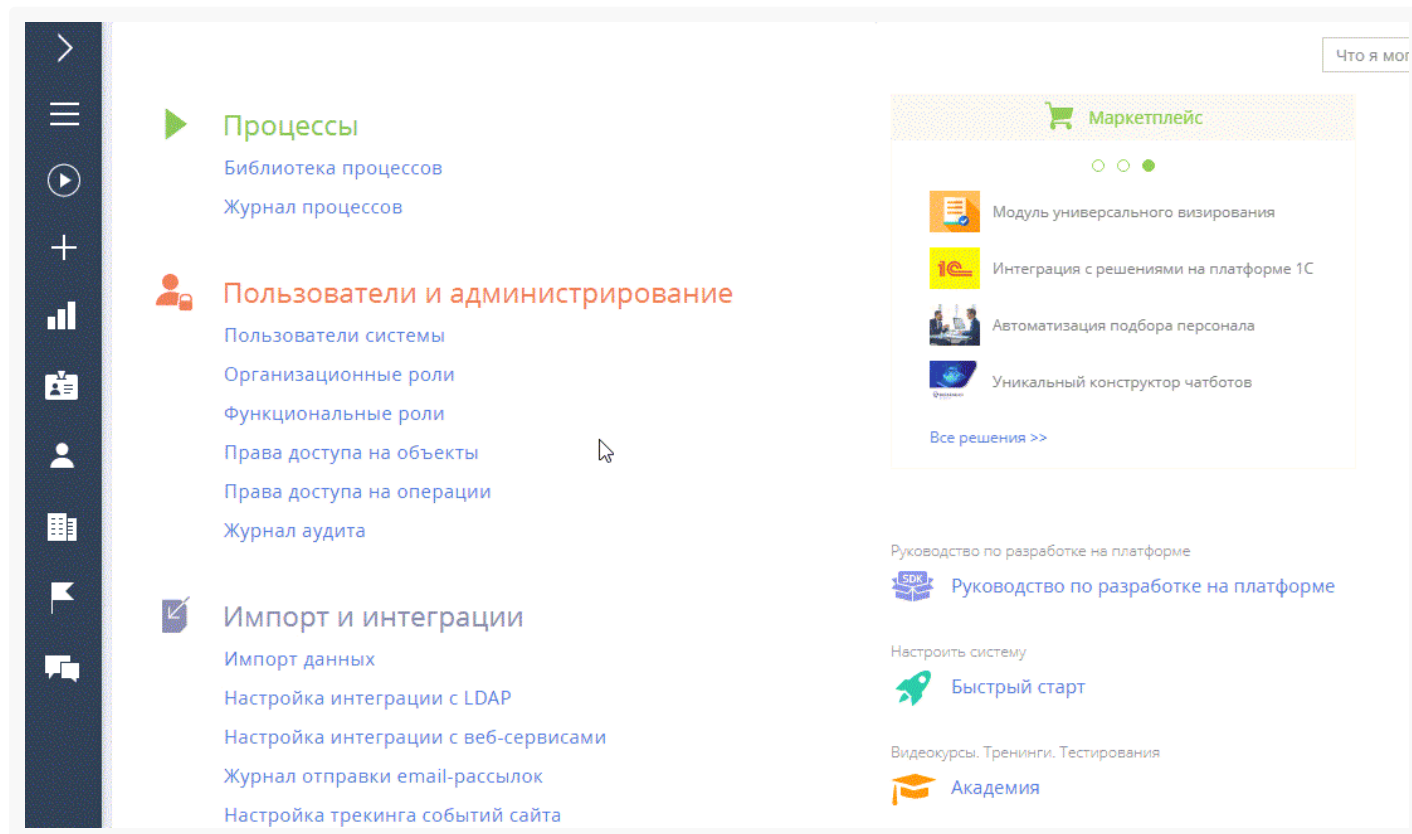 Что я мог
Процессы
Библиотека процессов
Журнал процессов
Пользователи и администрирование
Пользователи системы
Организационные роли
Функциональные роли
Права доступа на объекты
Права доступа на операции
Журнал аудита
Импорт и интеграции
Импорт данных
Настройка интеграции с LDAP
Настройка интеграции с веб-сервисами
Журнал отправки email-рассылок
Настройка трекинга событий сайта
Маркетплейс
Модуль универсального визирования
1С
Интеграция с решениями на платформе 1С
Автоматизация подбора персонала
Уникальный конструктор чатботов
Все решения >>
Руководство по разработке на платформе
SDK
Руководство по разработке на платформе
Настроить систему
Быстрый старт
Видеокурсы. Тренинги. Тестирования
Академия